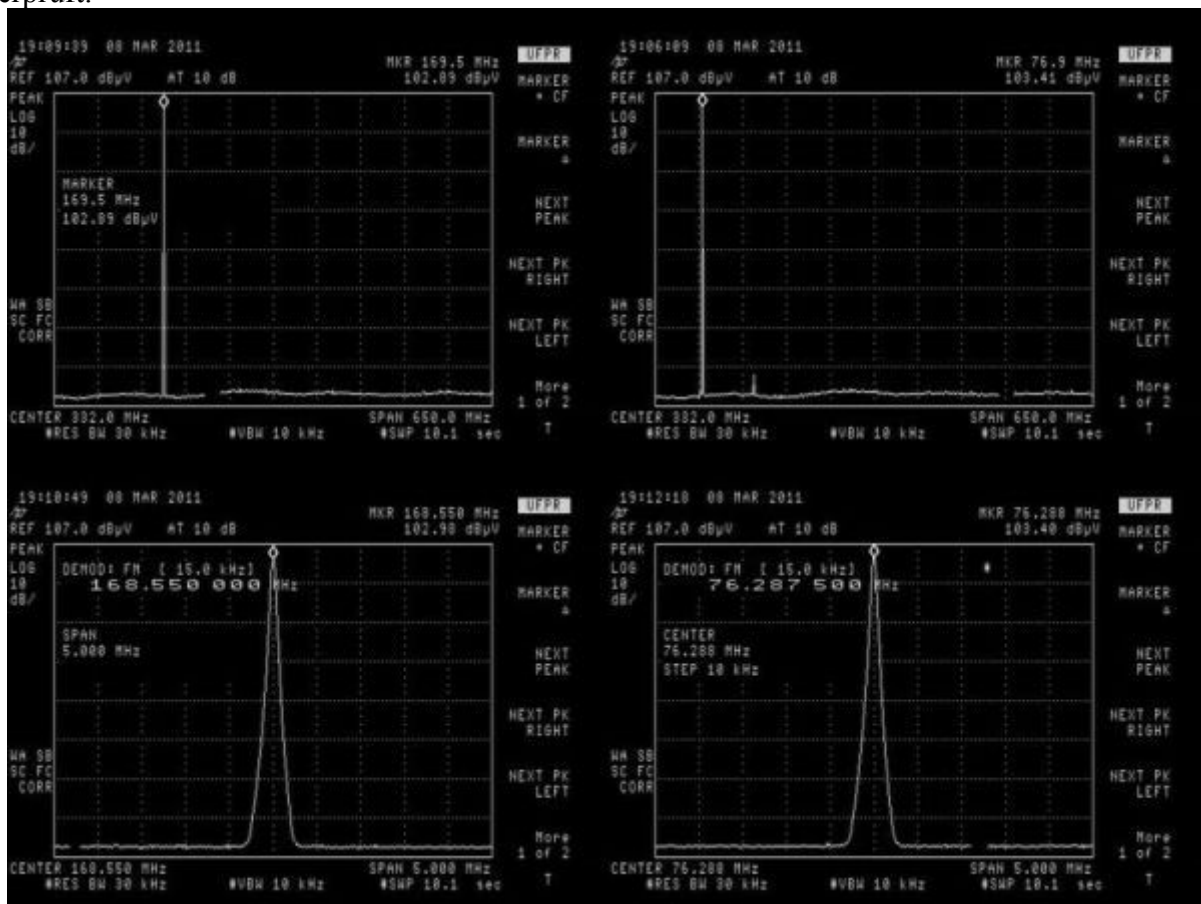 erprüft.
19:09:39 08 MAR 2011
MKR 169.5 MHz
REF 107.0 dBµV AT 10 dB 102.89 dBµV
PEAK
LOG
10
dB/
MARKER
169.5 MHz
102.89 dBµV
WA SB
SC FC
CORR
CENTER 332.0 MHz SPAN 650.0 MHz
#RES BW 30 kHz #VBW 10 kHz #SWP 10.1 sec
UFPR
MARKER
→ CF
MARKER
Δ
NEXT
PEAK
NEXT PK
RIGHT
NEXT PK
LEFT
More
1 of 2
T
19:06:09 08 MAR 2011
MKR 76.9 MHz
REF 107.0 dBµV AT 10 dB 103.41 dBµV
PEAK
LOG
10
dB/
WA SB
SC FC
CORR
CENTER 332.0 MHz SPAN 650.0 MHz
#RES BW 30 kHz #VBW 10 kHz #SWP 10.1 sec
UFPR
MARKER
→ CF
MARKER
Δ
NEXT
PEAK
NEXT PK
RIGHT
NEXT PK
LEFT
More
1 of 2
T
19:10:49 08 MAR 2011
MKR 168.550 MHz
REF 107.0 dBµV AT 10 dB 102.98 dBµV
PEAK
LOG
10
dB/
DEMOD: FM [ 15.0 kHz]
168.550 000 MHz
SPAN
5.000 MHz
WA SB
SC FC
CORR
CENTER 168.550 MHz SPAN 5.000 MHz
#RES BW 30 kHz #VBW 10 kHz #SWP 10.1 sec
UFPR
MARKER
→ CF
MARKER
Δ
NEXT
PEAK
NEXT PK
RIGHT
NEXT PK
LEFT
More
1 of 2
T
19:12:18 08 MAR 2011
MKR 76.288 MHz
REF 107.0 dBµV AT 10 dB 103.40 dBµV
PEAK
LOG
10
dB/
DEMOD: FM [ 15.0 kHz]
76.287 500 MHz
CENTER
76.288 MHz
STEP 10 kHz
WA SB
SC FC
CORR
CENTER 76.288 MHz SPAN 5.000 MHz
#RES BW 30 kHz #VBW 10 kHz #SWP 10.1 sec
UFPR
MARKER
→ CF
MARKER
Δ
NEXT
PEAK
NEXT PK
RIGHT
NEXT PK
LEFT
More
1 of 2
T